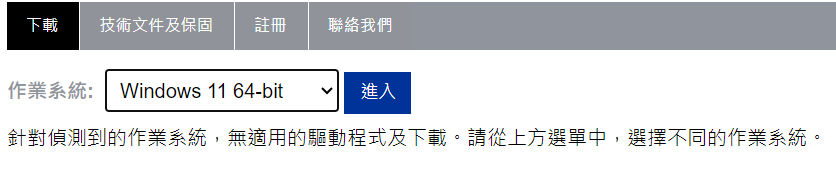 下載 技術文件及保固 註冊 聯絡我們
作業系統: Windows 11 64-bit 進入
針對偵測到的作業系統，無適用的驅動程式及下載。請從上方選單中，選擇不同的作業系統。